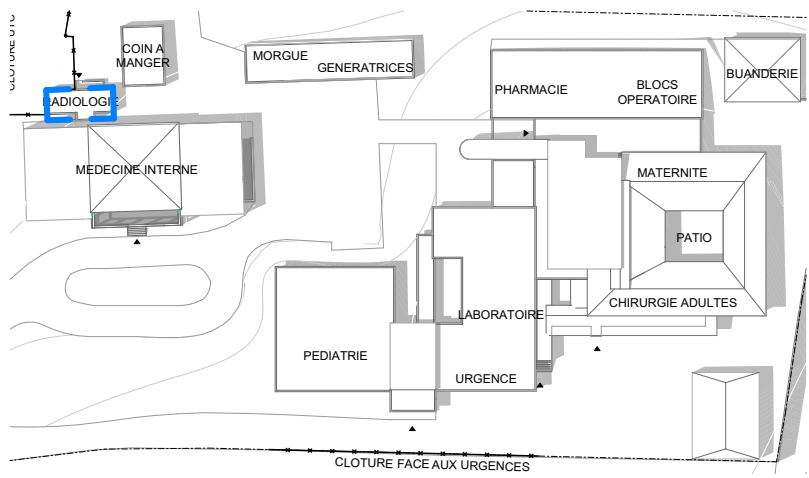 CLOTURE
COIN A
MANGER
MORGUE
GENERATRICES
RADIOLOGIE
PHARMACIE
BLOCS
OPERATOIRE
BUANDERIE
MEDECINE INTERNE
MATERNITE
PATIO
CHIRURGIE ADULTES
LABORATOIRE
PEDIATRIE
URGENCE
CLOTURE FACE AUX URGENCES